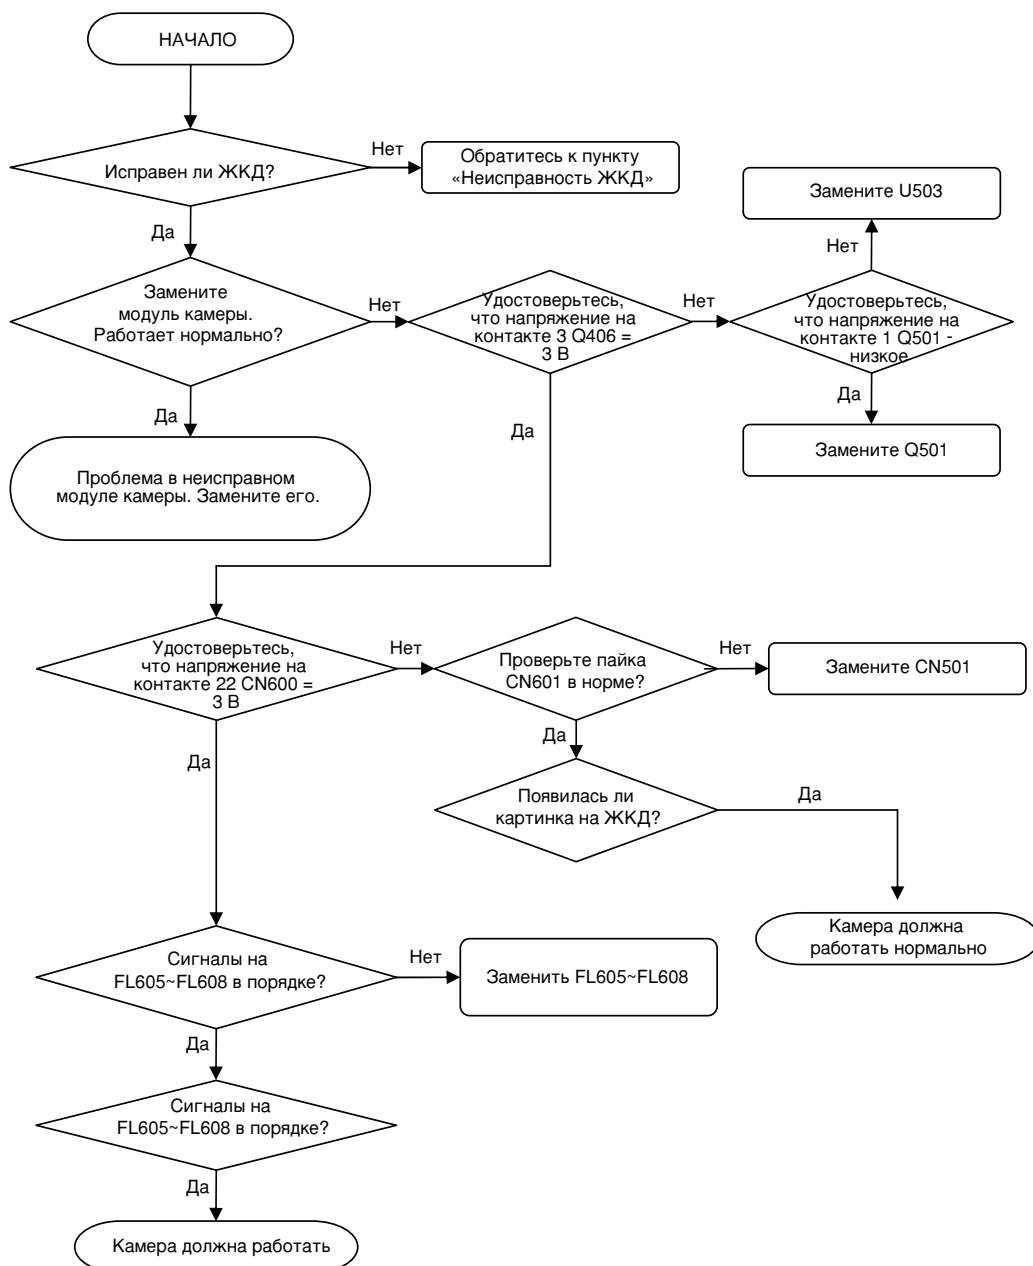 НАЧАЛО
Исправен ли ЖКД?
Нет
Обратитесь к пункту
«Неисправность ЖКД»
Да
Замените
модуль камеры.
Работает нормально?
Нет
Удостоверьтесь,
что напряжение на
контакте 3 Q406 =
3 В
Нет
Удостоверьтесь,
что напряжение на
контакте 1 Q501 -
низкое
Нет
Замените U503
Да
Замените Q501
Да
Проблема в неисправном
модуле камеры. Замените его.
Да
Удостоверьтесь,
что напряжение на
контакте 22 CN600 =
3 В
Нет
Проверьте пайка
CN601 в норме?
Нет
Замените CN501
Да
Появилась ли
картинка на ЖКД?
Да
Камера должна
работать нормально
Да
Сигналы на
FL605~FL608 в порядке?
Нет
Заменить FL605~FL608
Да
Сигналы на
FL605~FL608 в порядке?
Да
Камера должна работать